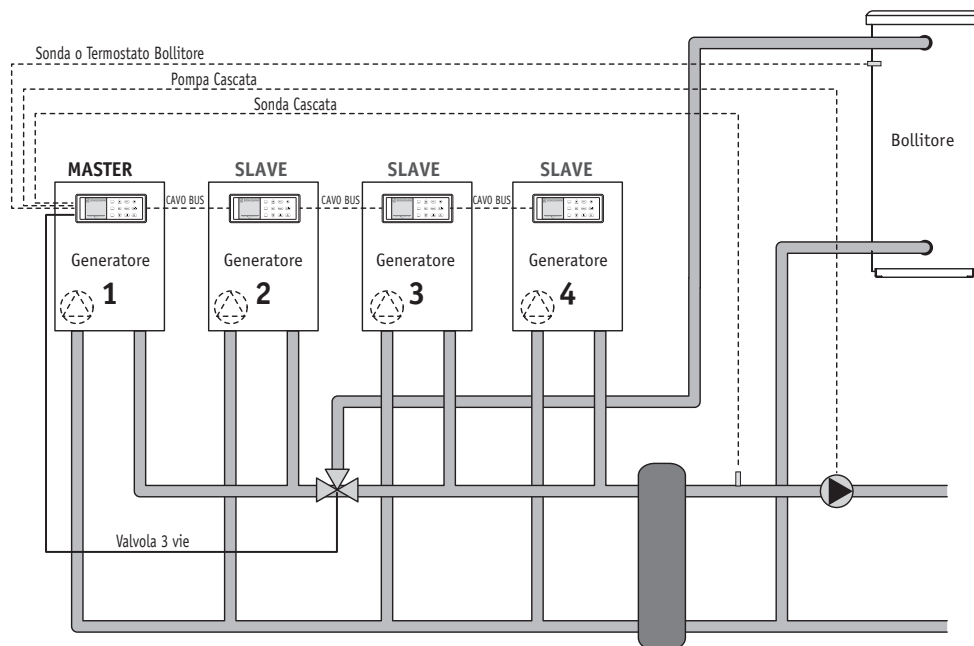 Sonda o Termostato Bollitore
Pompa Cascata
Sonda Cascata
Bollitore
MASTER
SLAVE
SLAVE
SLAVE
CAVO BUS
CAVO BUS
CAVO BUS
Generatore
1
Generatore
2
Generatore
3
Generatore
4
Valvola 3 vie